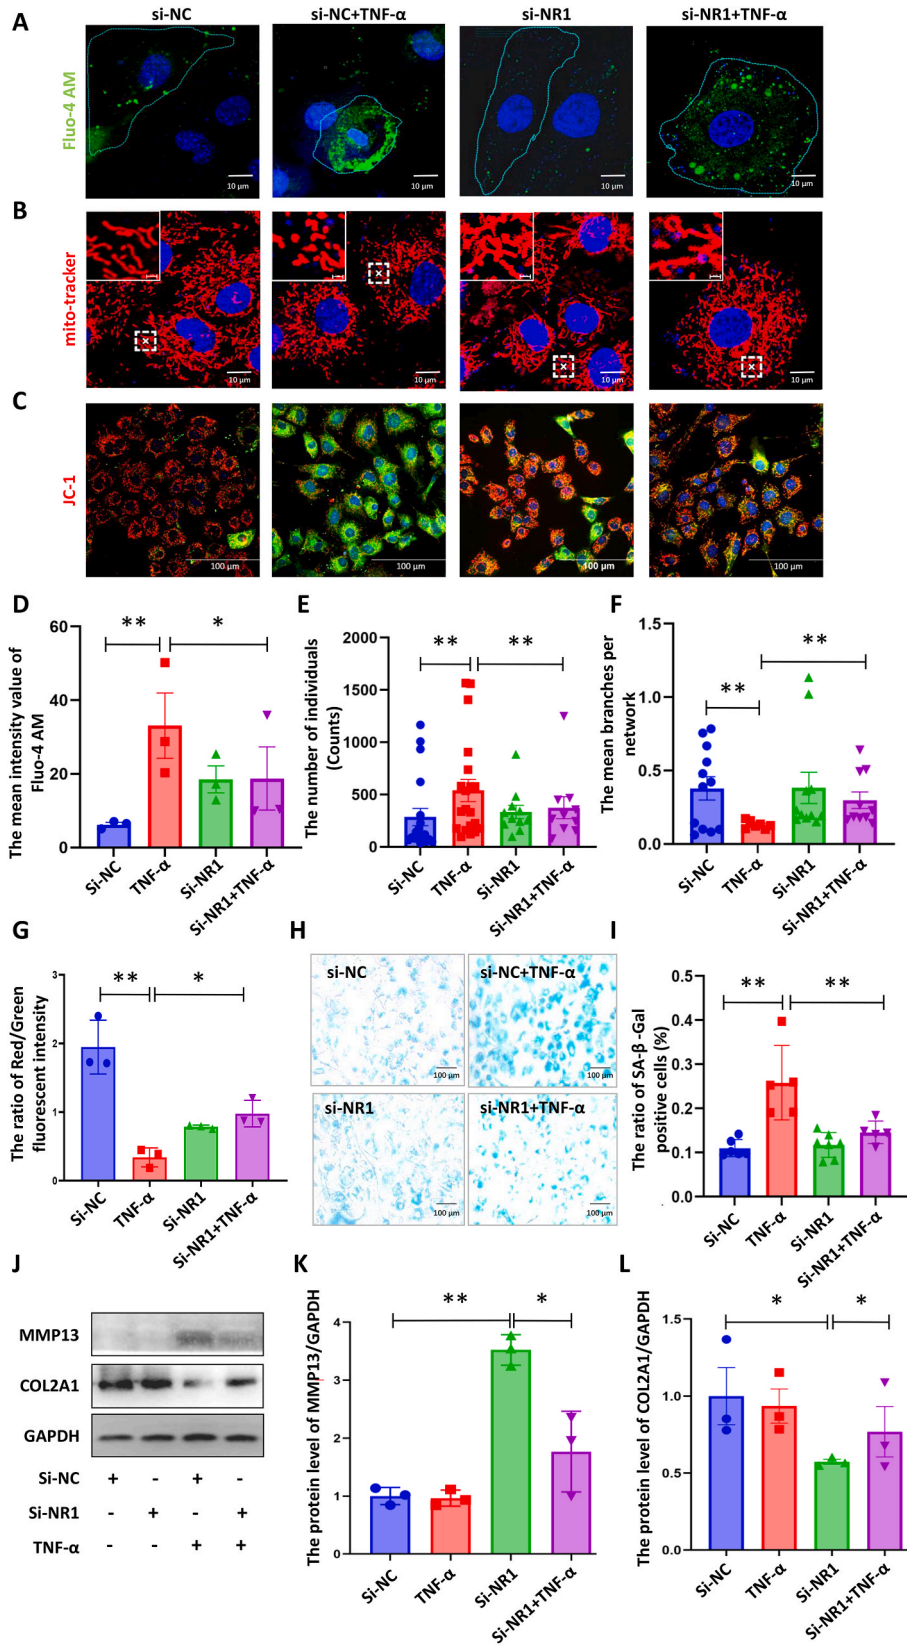 A
si-NC
si-NC+TNF-α
si-NR1
si-NR1+TNF-α
Fluo-4 AM
10 μm
10 μm
10 μm
10 μm
B
mito-tracker
10 μm
10 μm
10 μm
10 μm
C
JC-1
100 μm
100 μm
100 μm
100 μm
D
The mean intensity value of
Fluo-4 AM
60
40
20
0
**
*
Si-NC
TNF-α
Si-NR1
Si-NR1+TNF-α
E
The number of individuals
(Counts)
2000
1500
1000
500
0
**
**
Si-NC
TNF-α
Si-NR1
Si-NR1+TNF-α
F
The mean branches per
network
1.5
1.0
0.5
0.0
**
**
Si-NC
TNF-α
Si-NR1
Si-NR1+TNF-α
G
The ratio of Red/Green
fluorescent intensity
3
2
1
0
**
*
Si-NC
TNF-α
Si-NR1
Si-NR1+TNF-α
H
si-NC
si-NC+TNF-α
100 μm
100 μm
si-NR1
si-NR1+TNF-α
100 μm
100 μm
I
The ratio of SA-β -Gal
positive cells (%)
0.5
0.4
0.3
0.2
0.1
0.0
**
**
Si-NC
TNF-α
Si-NR1
Si-NR1+TNF-α
J
MMP13
COL2A1
GAPDH
Si-NC + - + -
Si-NR1 - + - +
TNF-α - - + +
K
The protein level of MMP13/GAPDH
4
3
2
1
0
**
*
Si-NC
TNF-α
Si-NR1
Si-NR1+TNF-α
L
The protein level of COL2A1/GAPDH
1.5
1.0
0.5
0.0
*
*
Si-NC
TNF-α
Si-NR1
Si-NR1+TNF-α